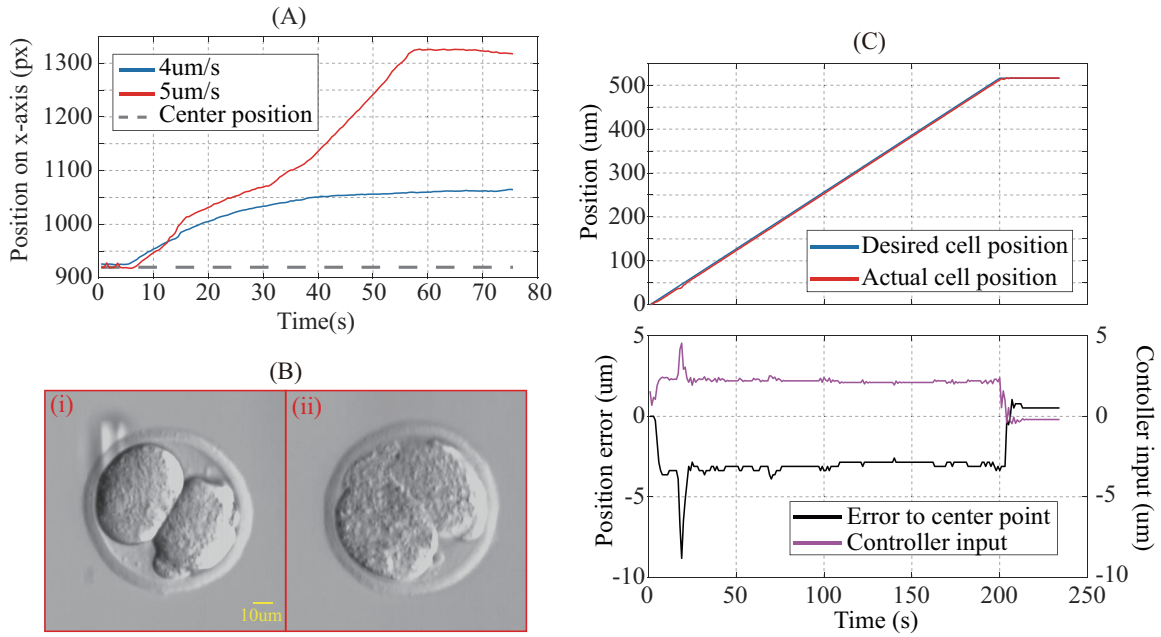 (A)
Position on x-axis (px)
1300
1200
1100
1000
900
4um/s
5um/s
Center position
0 10 20 30 40 50 60 70 80
Time(s)
(B)
(i)
10um
(ii)
(C)
Position (um)
500
400
300
200
100
0
Desired cell position
Actual cell position
Position error (um)
5
0
-5
-10
Error to center point
Controller input
5
0
-5
-10
Contoller input (um)
0 50 100 150 200 250
Time (s)